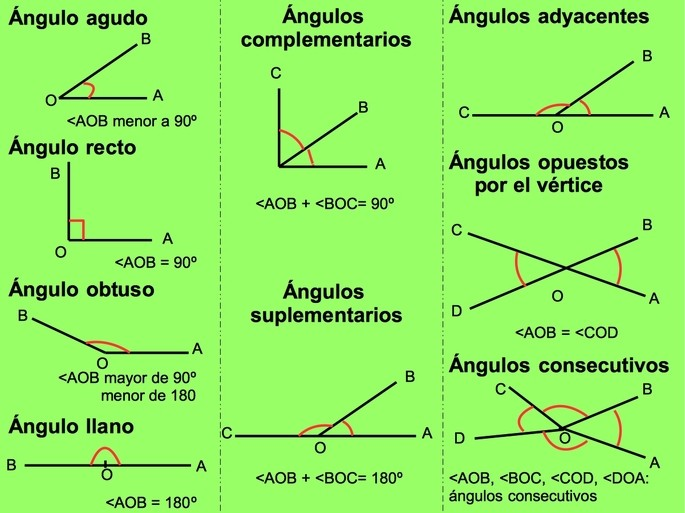 Ángulo agudo
B
O
A
<AOB menor a 90º
Ángulo recto
B
O
A
<AOB = 90º
Ángulo obtuso
B
O
A
<AOB mayor de 90º
menor de 180
Ángulo llano
B
O
A
<AOB = 180º
Ángulos
complementarios
C
B
A
<AOB + <BOC= 90º
Ángulos
suplementarios
B
C
O
A
<AOB + <BOC= 180º
Ángulos adyacentes
B
C
O
A
Ángulos opuestos
por el vértice
C
B
O
D
A
<AOB = <COD
Ángulos consecutivos
C
B
D
O
A
<AOB, <BOC, <COD, <DOA:
ángulos consecutivos